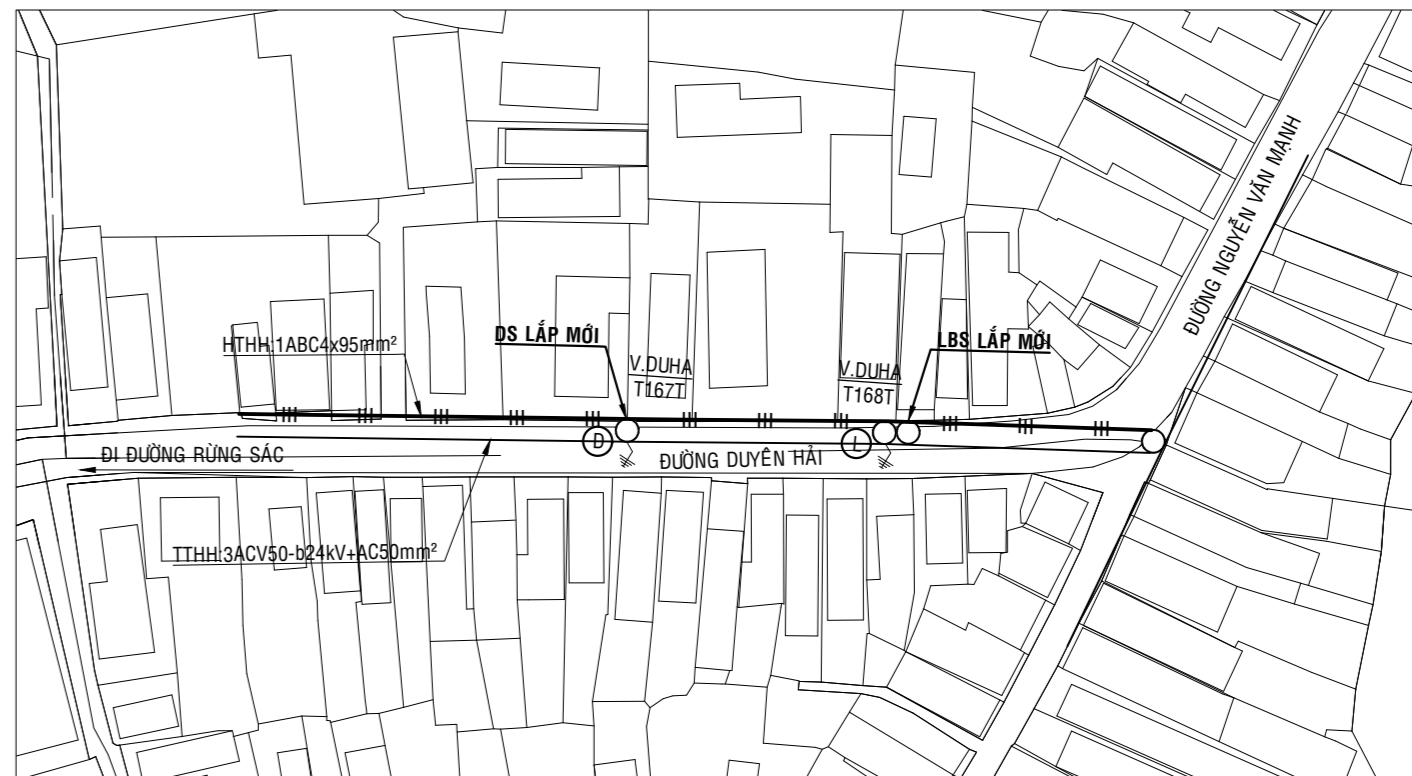 ĐƯỜNG NGUYỄN VĂN MẠNH
DS LẮP MỚI
LBS LẮP MỚI
HTHH:1ABC4x95mm²
V.DUHA
T167T
V.DUHA
T168T
D
L
ĐI ĐƯỜNG RỪNG SÁC
ĐƯỜNG DUYÊN HẢI
TTHH:3ACV50-b24kV+AC50mm²